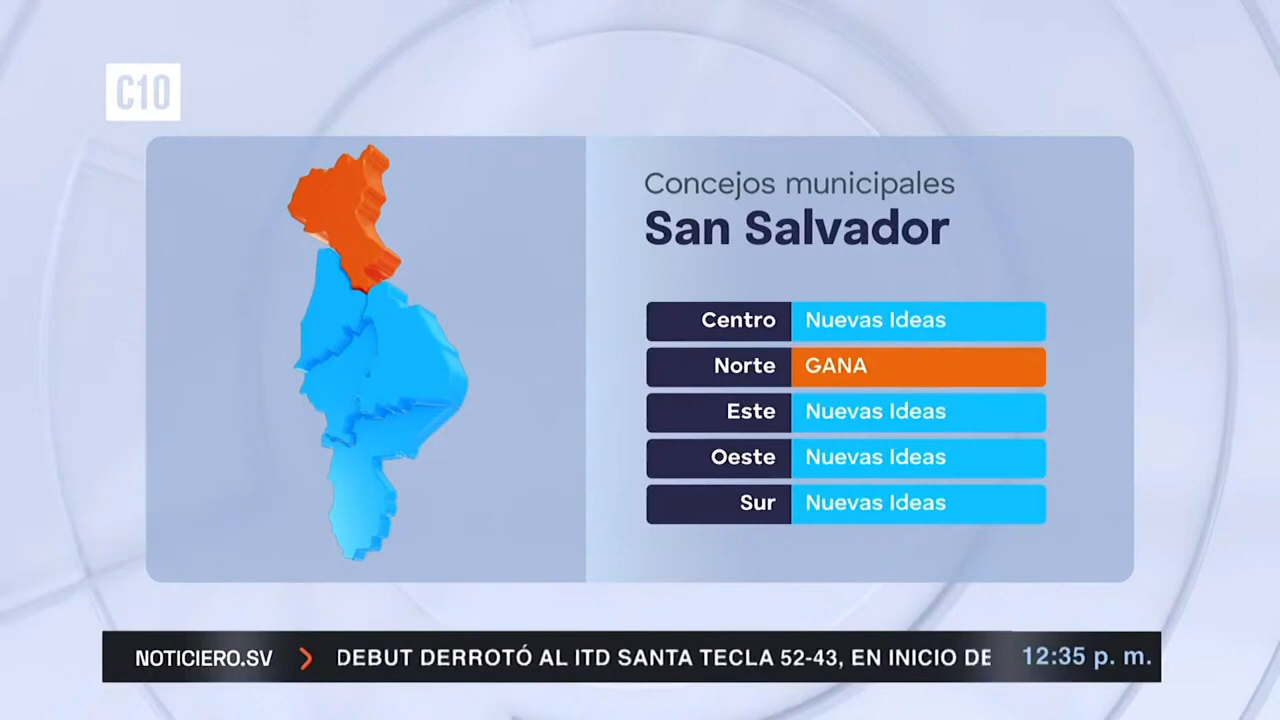 C10
Concejos municipales
San Salvador
Centro Nuevas Ideas
Norte GANA
Este Nuevas Ideas
Oeste Nuevas Ideas
Sur Nuevas Ideas
NOTICIERO.SV DEBUT DERROTÓ AL ITD SANTA TECLA 52-43, EN INICIO DE 12:35 p. m.